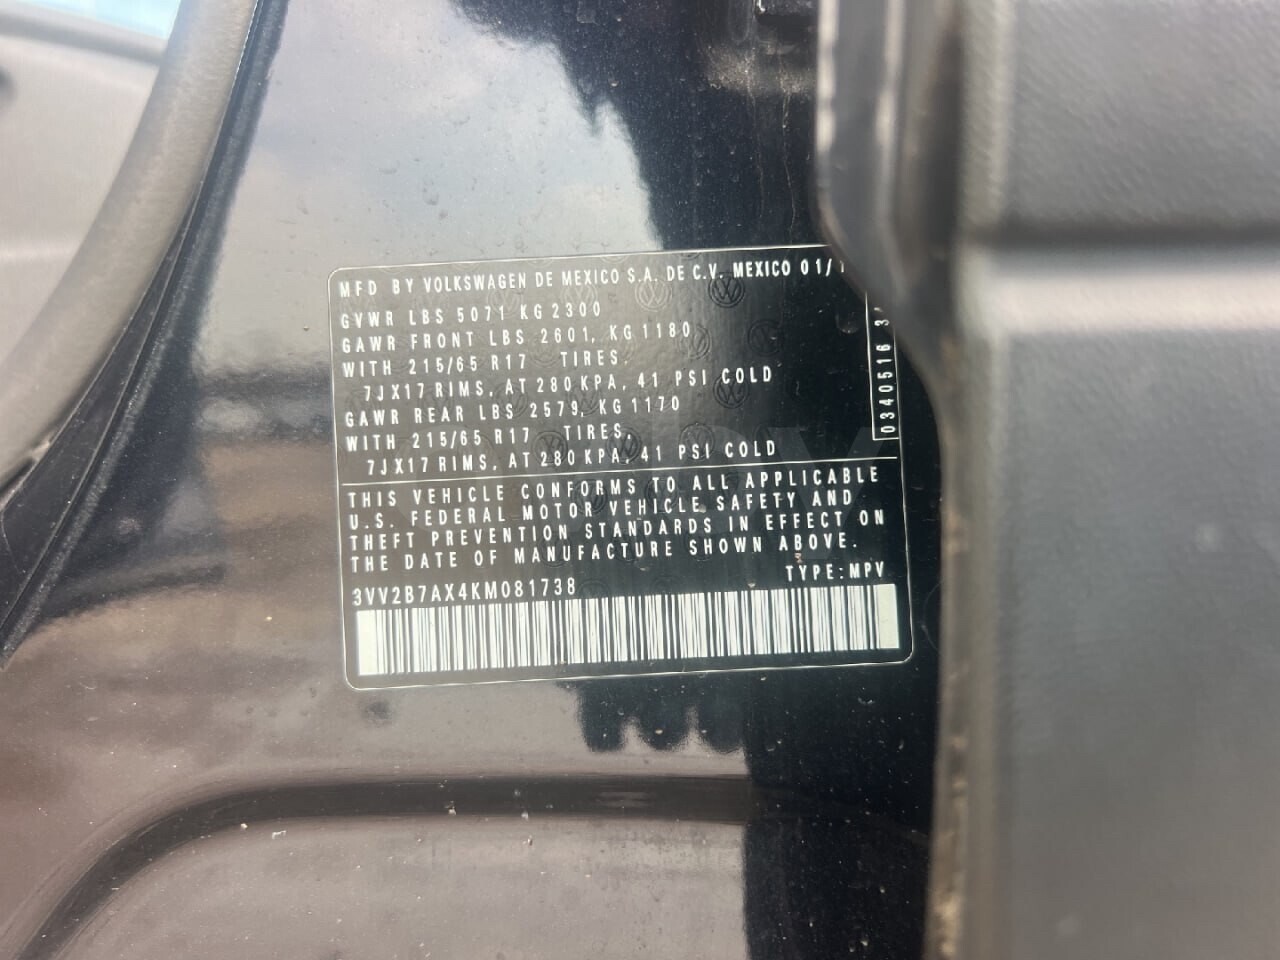 MFD BY VOLKSWAGEN DE MEXICO S.A. DE C.V. MEXICO 01/1
GVWR LBS 5071 KG 2300
GAWR FRONT LBS 2601, KG 1180
WITH 215/65 R17 TIRES,
7JX17 RIMS, AT 280 KPA, 41 PSI COLD
GAWR REAR LBS 2579, KG 1170
WITH 215/65 R17 TIRES,
7JX17 RIMS, AT 280 KPA, 41 PSI COLD
0340516 3
THIS VEHICLE CONFORMS TO ALL APPLICABLE
U.S. FEDERAL MOTOR VEHICLE SAFETY AND
THEFT PREVENTION STANDARDS IN EFFECT ON
THE DATE OF MANUFACTURE SHOWN ABOVE.
3VV2B7AX4KM081738 TYPE:MPV